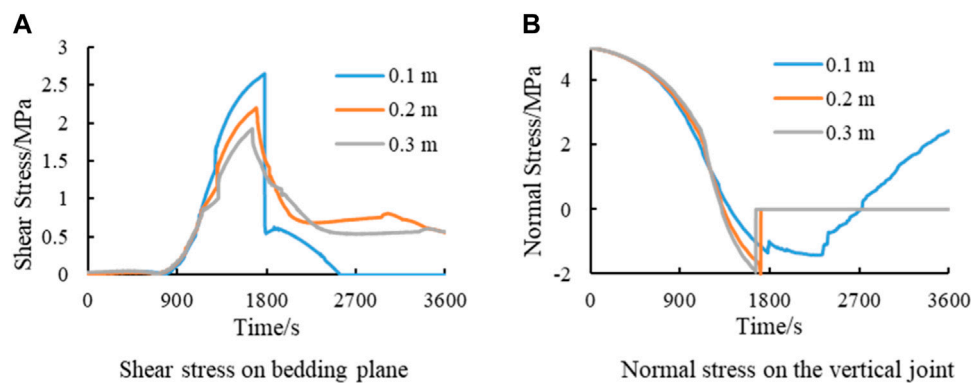 A
Shear Stress/MPa
3
2.5
2
1.5
1
0.5
0
0 900 1800 2700 3600
Time/s
0.1 m
0.2 m
0.3 m
Shear stress on bedding plane
B
Normal Stress/MPa
4
2
0
-2
0 900 1800 2700 3600
Time/s
0.1 m
0.2 m
0.3 m
Normal stress on the vertical joint